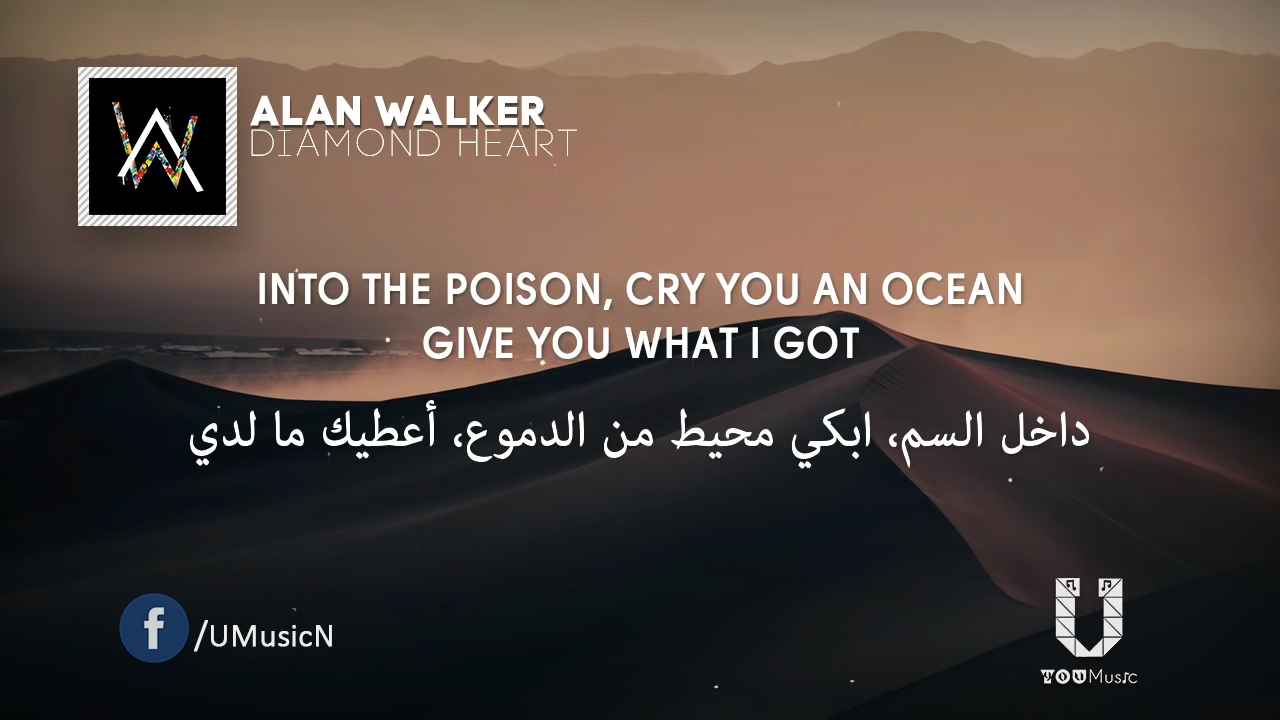 ALAN WALKER
DIAMOND HEART
INTO THE POISON, CRY YOU AN OCEAN
GIVE YOU WHAT I GOT
داخل السم، ابكي محيط من الدموع، أعطيك ما لدي
/UMusicN
YOUMusic